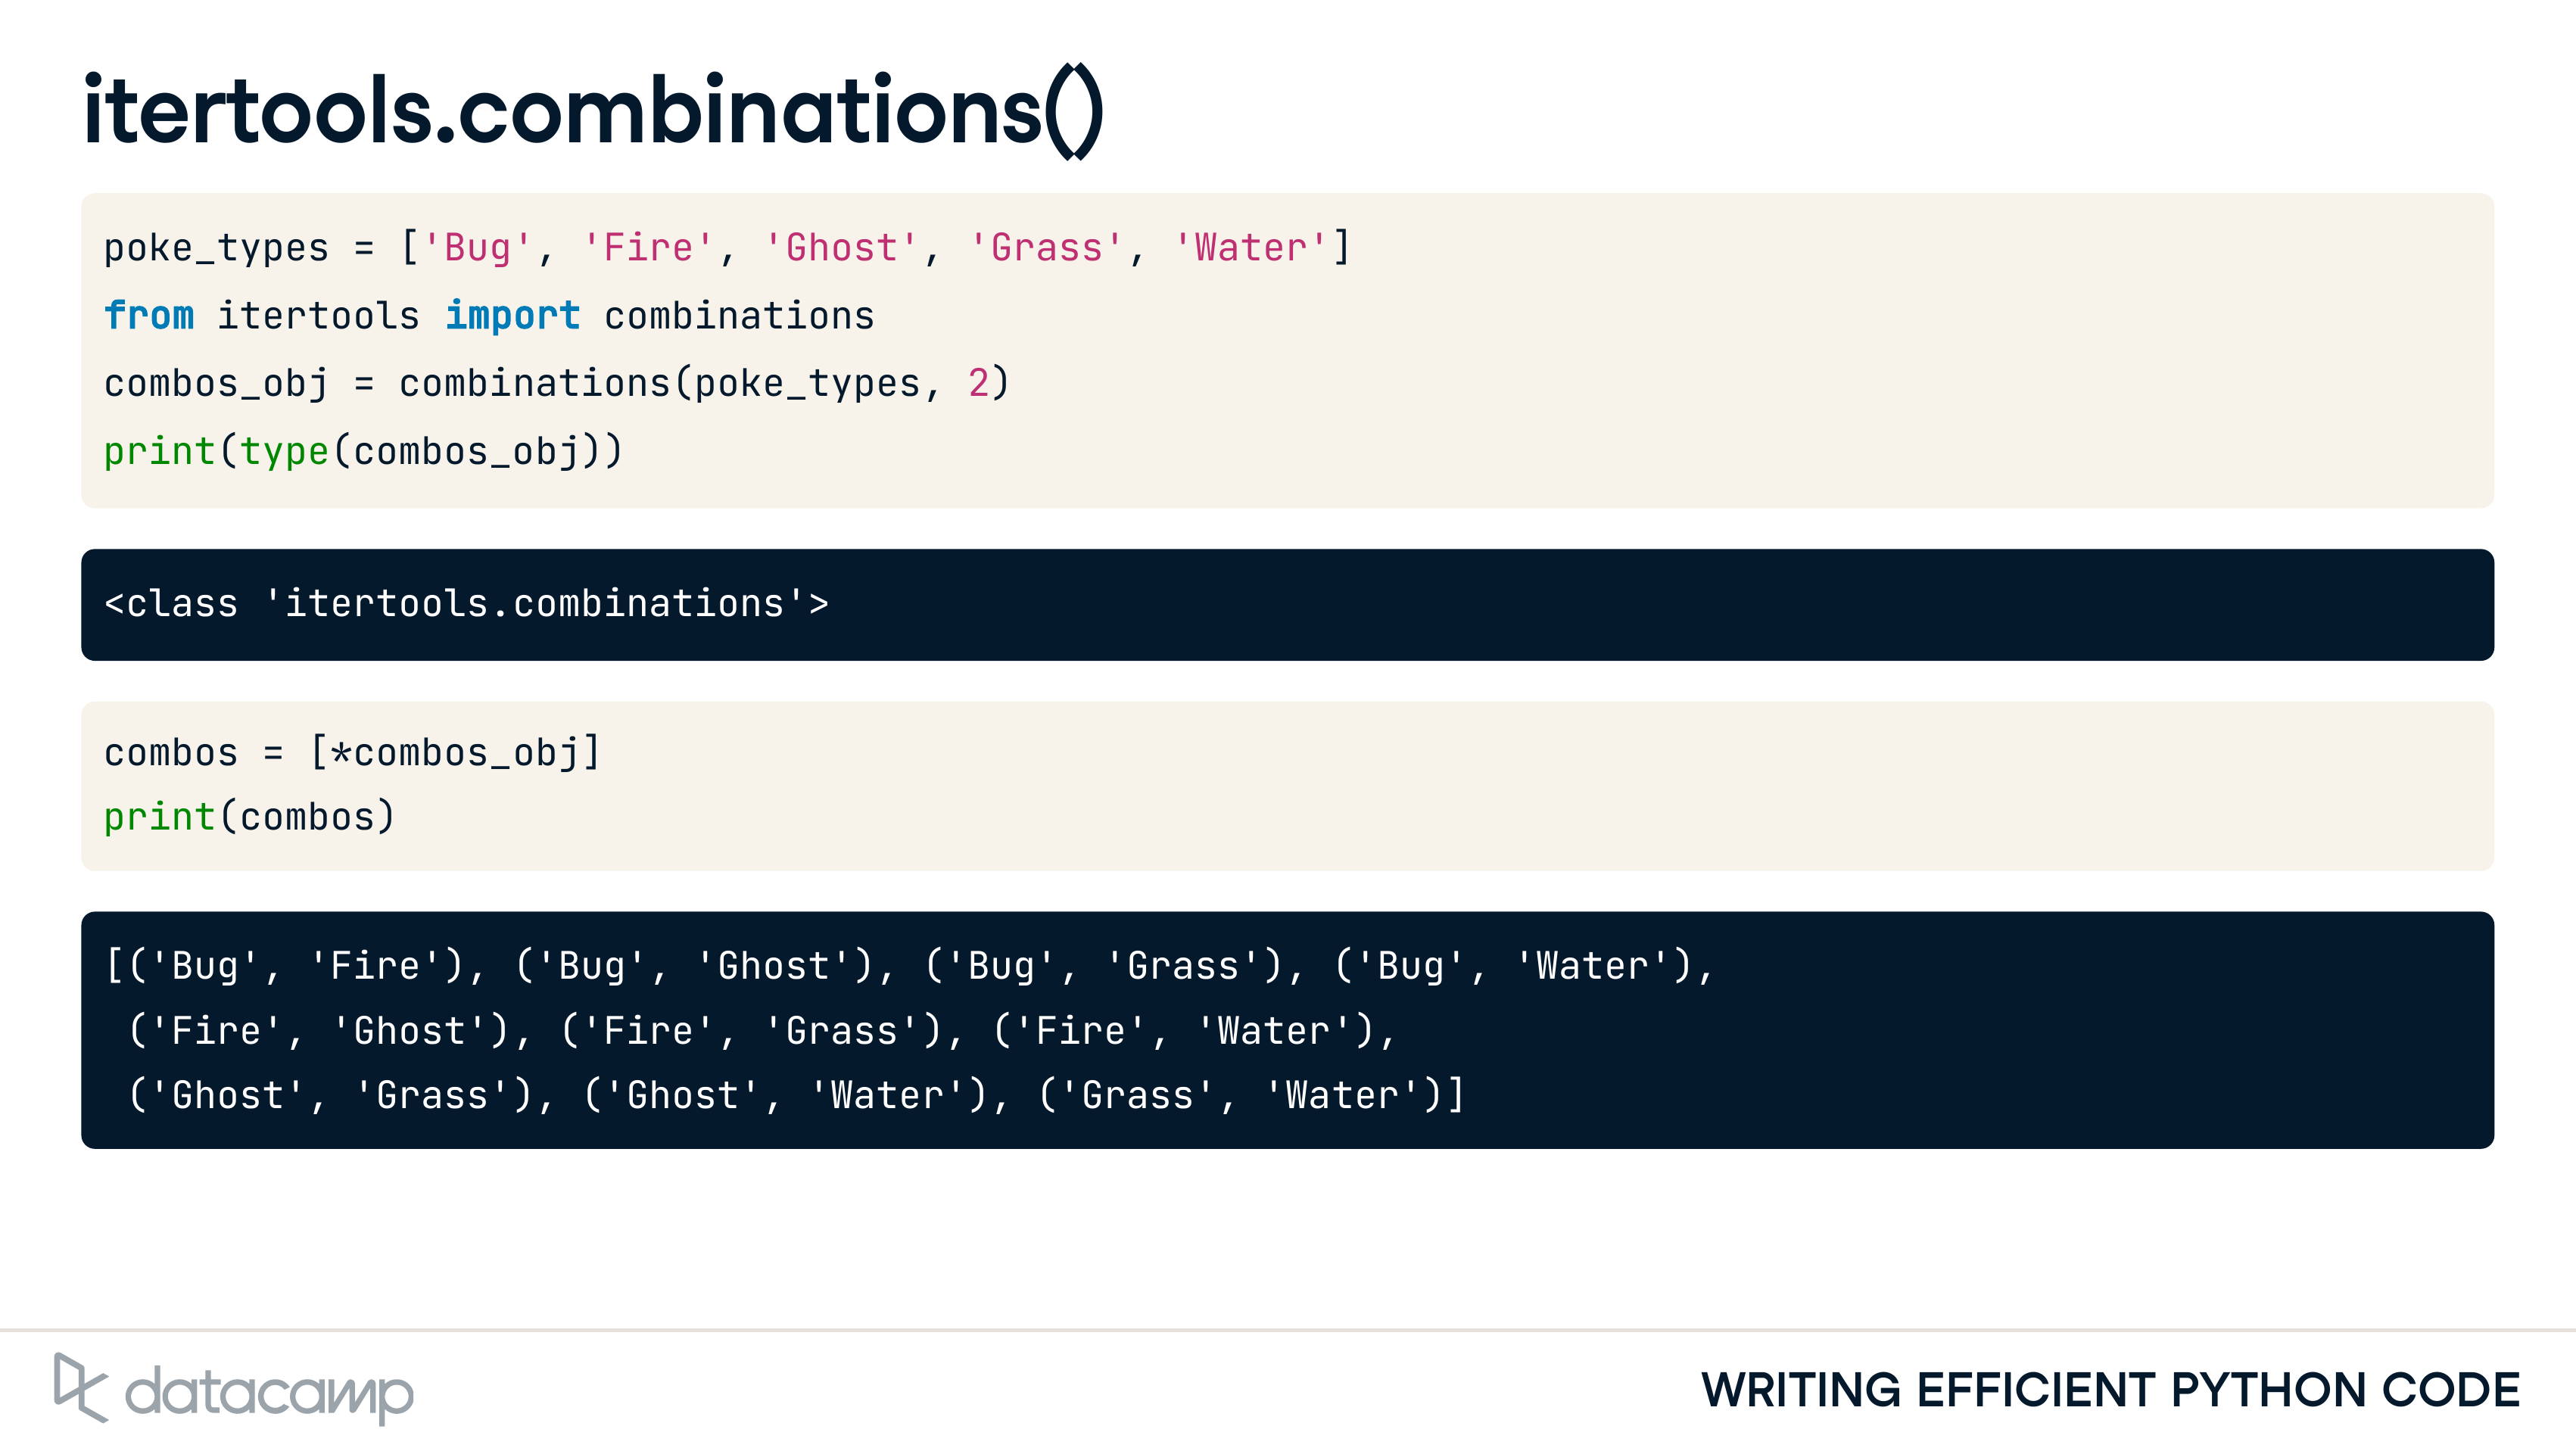 itertools.combinations()
poke_types = ['Bug', 'Fire', 'Ghost', 'Grass', 'Water']
from itertools import combinations
combos_obj = combinations(poke_types, 2)
print(type(combos_obj))
<class 'itertools.combinations'>
combos = [*combos_obj]
print(combos)
[('Bug', 'Fire'), ('Bug', 'Ghost'), ('Bug', 'Grass'), ('Bug', 'Water'),
 ('Fire', 'Ghost'), ('Fire', 'Grass'), ('Fire', 'Water'),
 ('Ghost', 'Grass'), ('Ghost', 'Water'), ('Grass', 'Water')]
datacamp
WRITING EFFICIENT PYTHON CODE